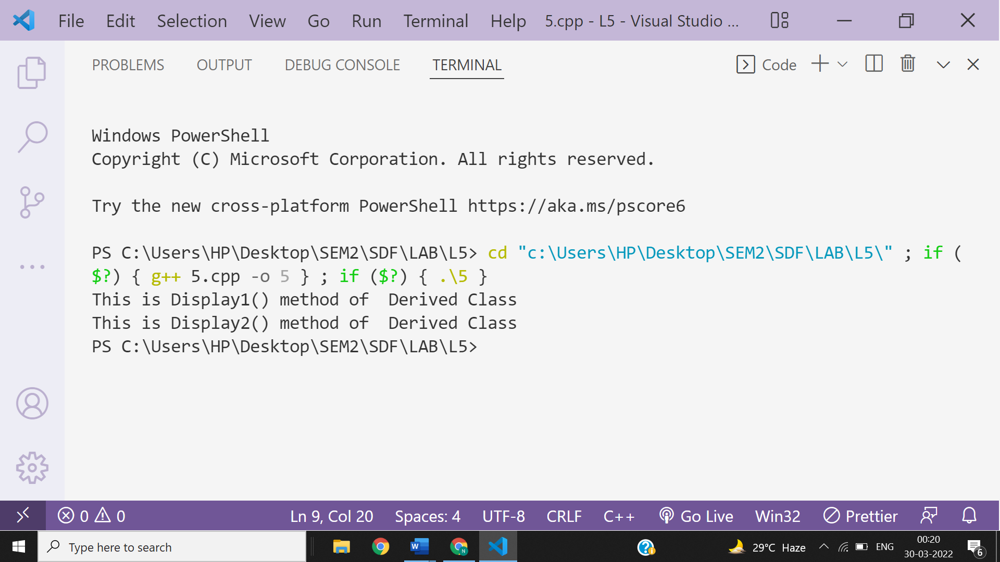 File Edit Selection View Go Run Terminal Help 5.cpp - L5 - Visual Studio ...
PROBLEMS OUTPUT DEBUG CONSOLE TERMINAL Code
Windows PowerShell
Copyright (C) Microsoft Corporation. All rights reserved.
Try the new cross-platform PowerShell https://aka.ms/pscore6
PS C:\Users\HP\Desktop\SEM2\SDF\LAB\L5> cd "c:\Users\HP\Desktop\SEM2\SDF\LAB\L5\" ; if (
$?) { g++ 5.cpp -o 5 } ; if ($?) { .\5 }
This is Display1() method of  Derived Class
This is Display2() method of  Derived Class
PS C:\Users\HP\Desktop\SEM2\SDF\LAB\L5>
0 0 Ln 9, Col 20 Spaces: 4 UTF-8 CRLF C++ Go Live Win32 Prettier
Type here to search W N 29°C Haze ENG 00:20
30-03-2022 6